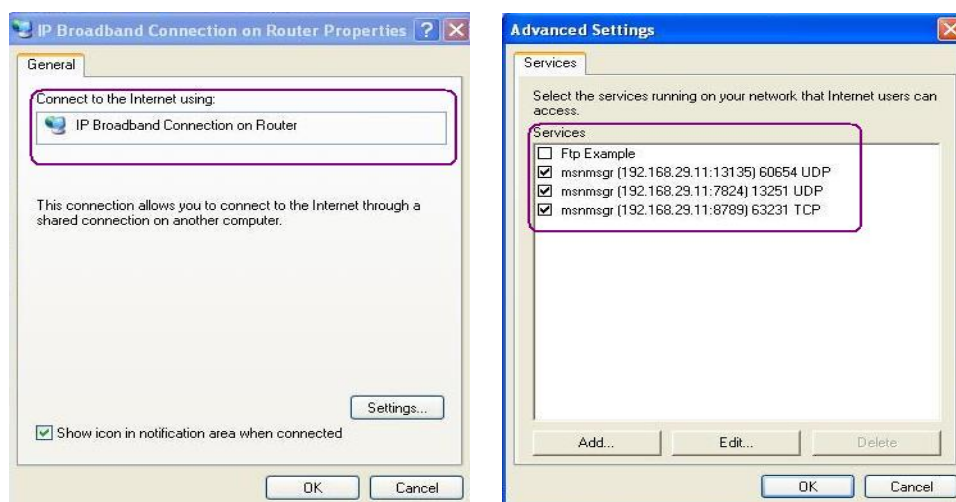 IP Broadband Connection on Router Properties
General
Connect to the Internet using:
IP Broadband Connection on Router
This connection allows you to connect to the Internet through a
shared connection on another computer.
Settings...
Show icon in notification area when connected
OK
Cancel
Advanced Settings
Services
Select the services running on your network that Internet users can
access.
Services
Ftp Example
msnmsgr (192.168.29.11:13135) 60654 UDP
msnmsgr (192.168.29.11:7824) 13251 UDP
msnmsgr (192.168.29.11:8789) 63231 TCP
Add...
Edit...
Delete
OK
Cancel